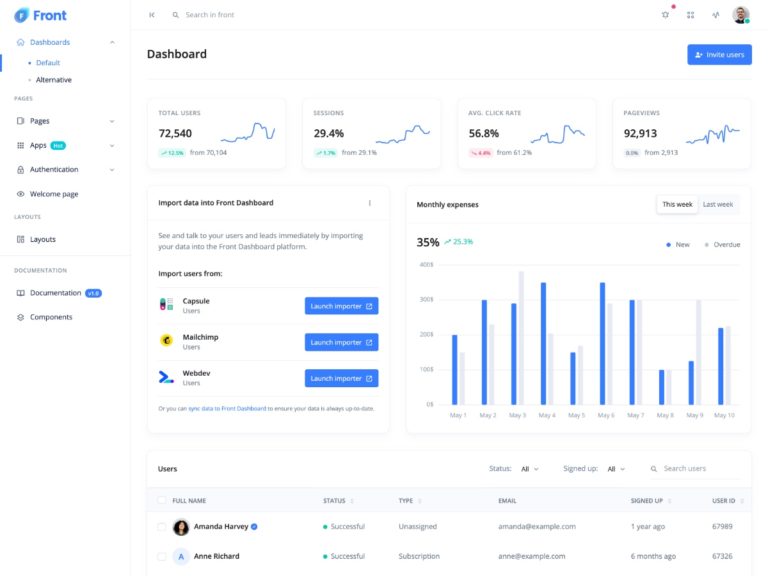 Front
Search in front
Dashboards
Default
Alternative
PAGES
Pages
Apps Hot
Authentication
Welcome page
LAYOUTS
Layouts
DOCUMENTATION
Documentation v1.0
Components
Dashboard
Invite users
TOTAL USERS
72,540
12.5% from 70,104
SESSIONS
29.4%
1.7% from 29.1%
AVG. CLICK RATE
56.8%
4.4% from 61.2%
PAGEVIEWS
92,913
0.0% from 2,913
Import data into Front Dashboard
See and talk to your users and leads immediately by importing
your data into the Front Dashboard platform.
Import users from:
Capsule
Users
Launch importer
Mailchimp
Users
Launch importer
Webdev
Users
Launch importer
Or you can sync data to Front Dashboard to ensure your data is always up-to-date.
Monthly expenses
This week Last week
35% 25.3%
New Overdue
400$
300$
200$
100$
0$
May 1 May 2 May 3 May 4 May 5 May 6 May 7 May 8 May 9 May 10
Users
Status: All Signed up: All Search users
FULL NAME STATUS TYPE EMAIL SIGNED UP USER ID
Amanda Harvey Successful Unassigned amanda@example.com 1 year ago 67989
A Anne Richard Successful Subscription anne@example.com 6 months ago 67326